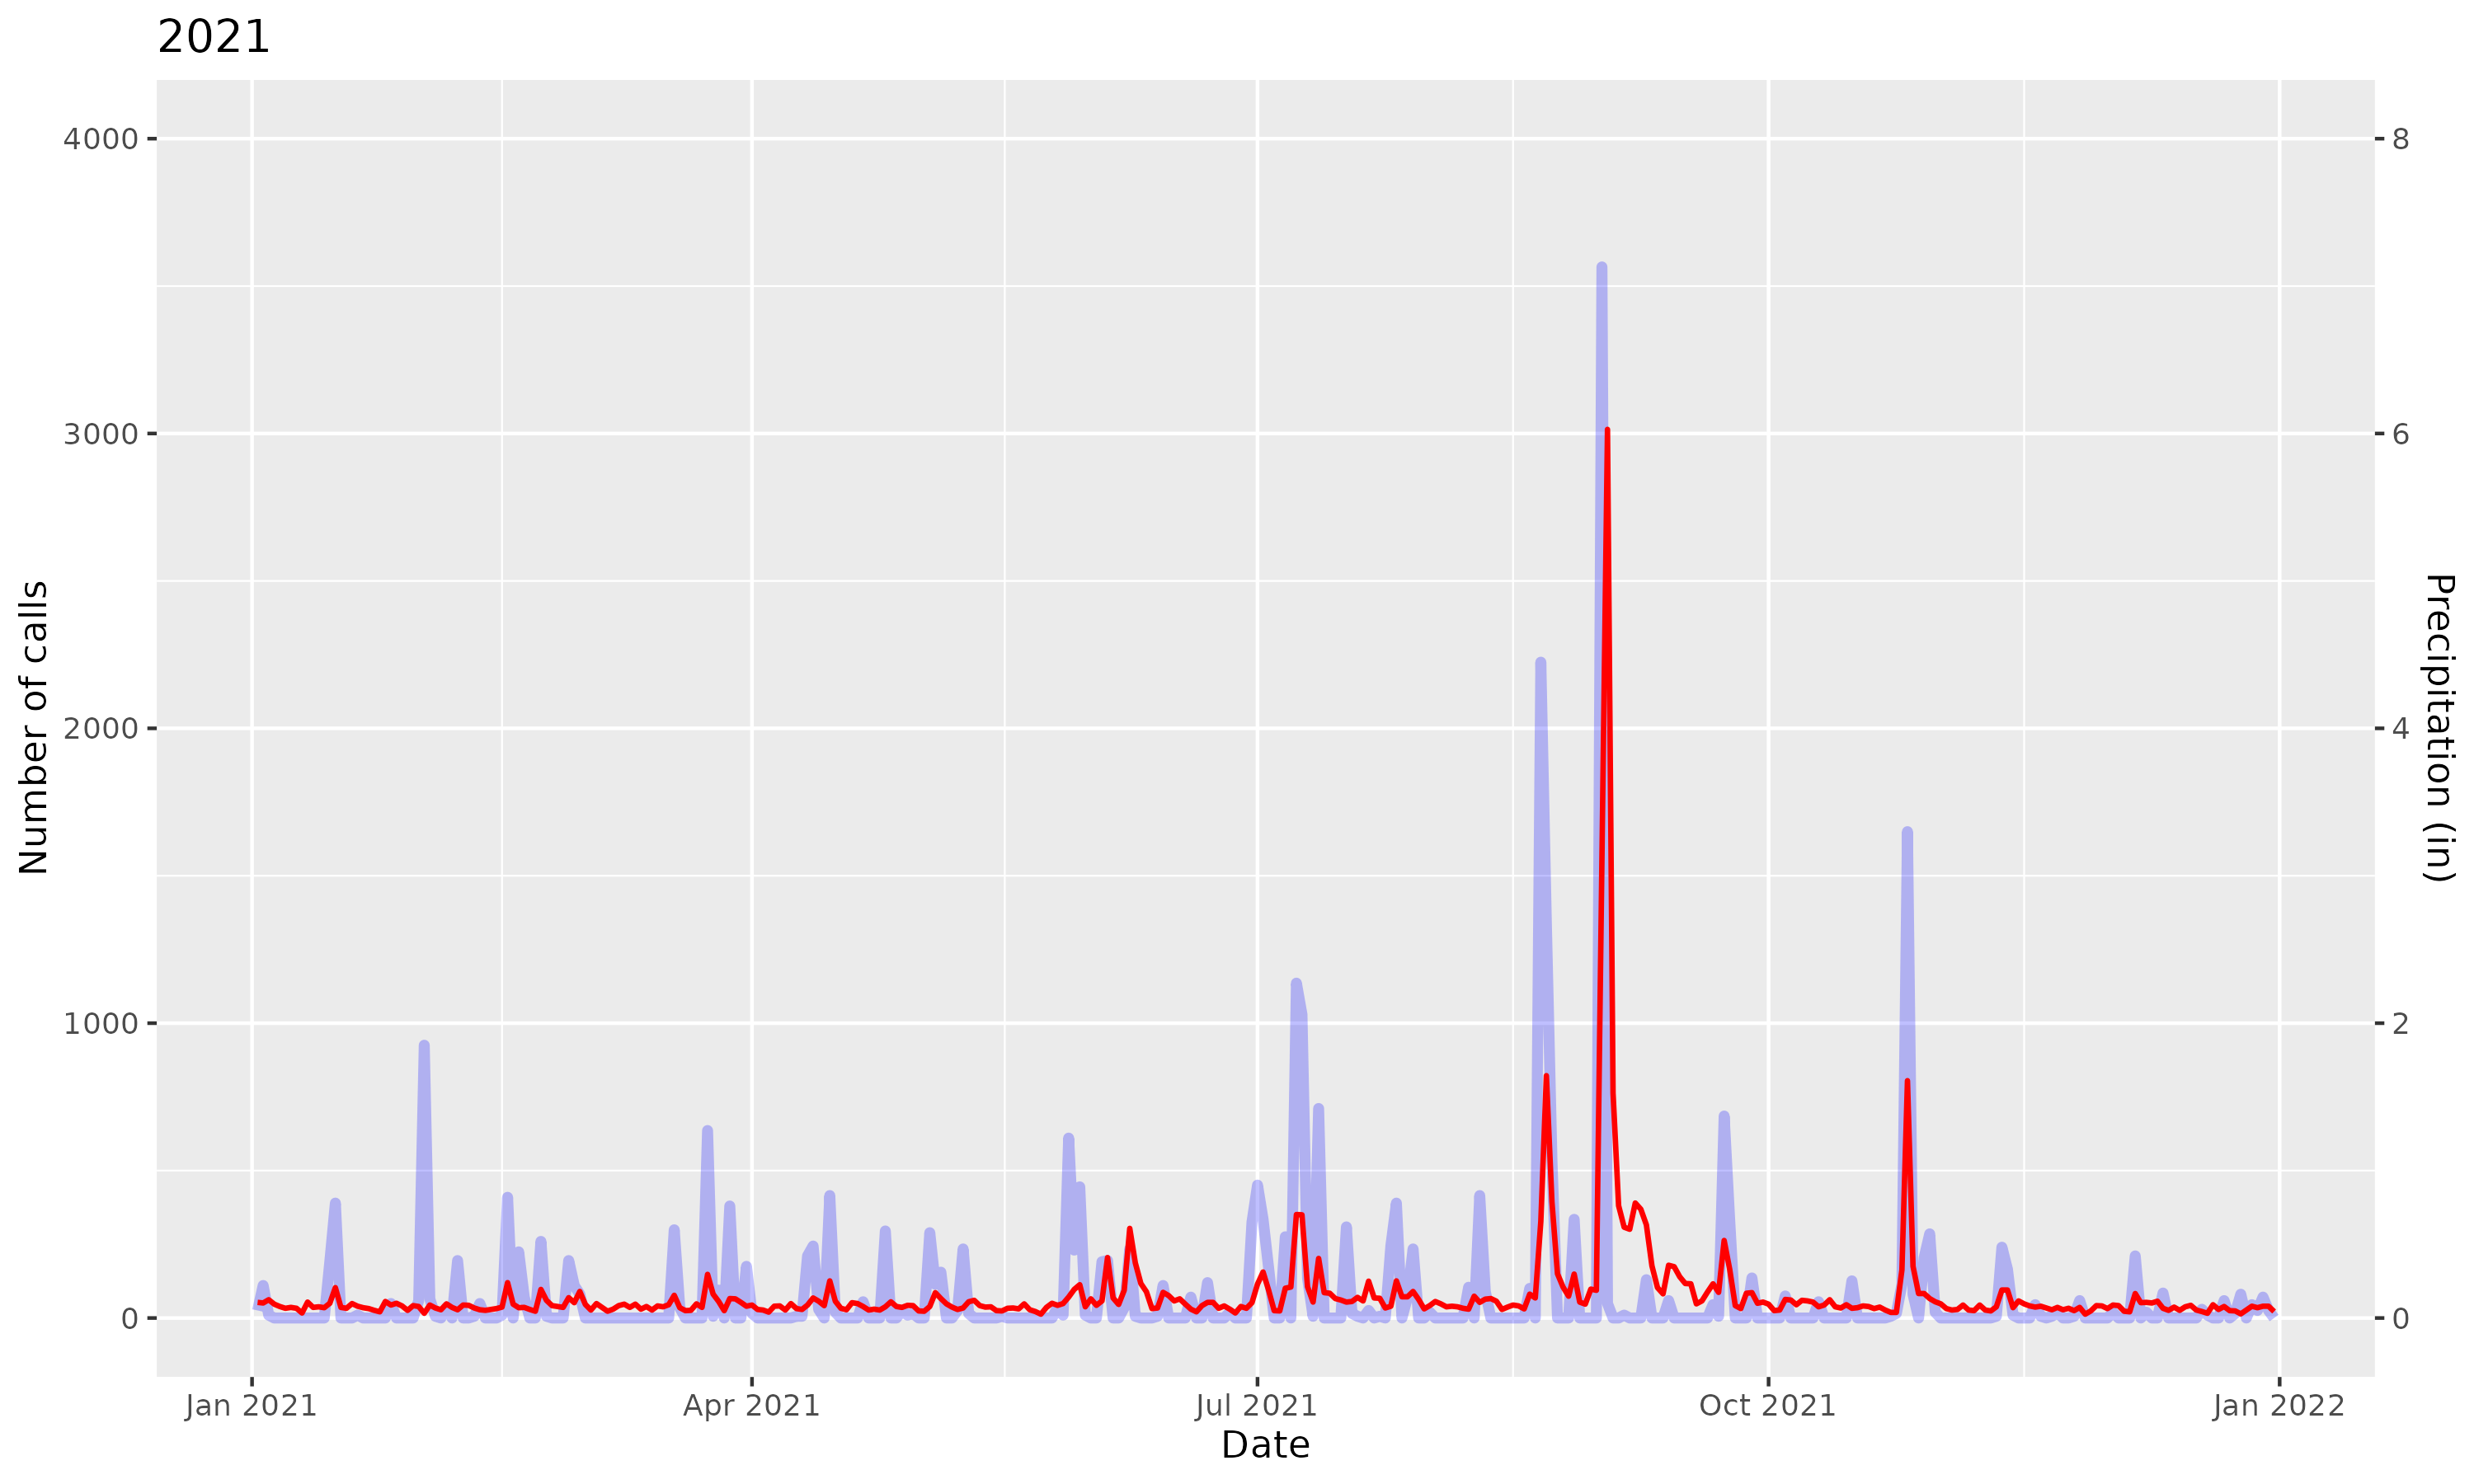 2021
Number of calls
4000
3000
2000
1000
0
8
6
4
2
0
Precipitation (in)
Jan 2021
Apr 2021
Jul 2021
Oct 2021
Jan 2022
Date